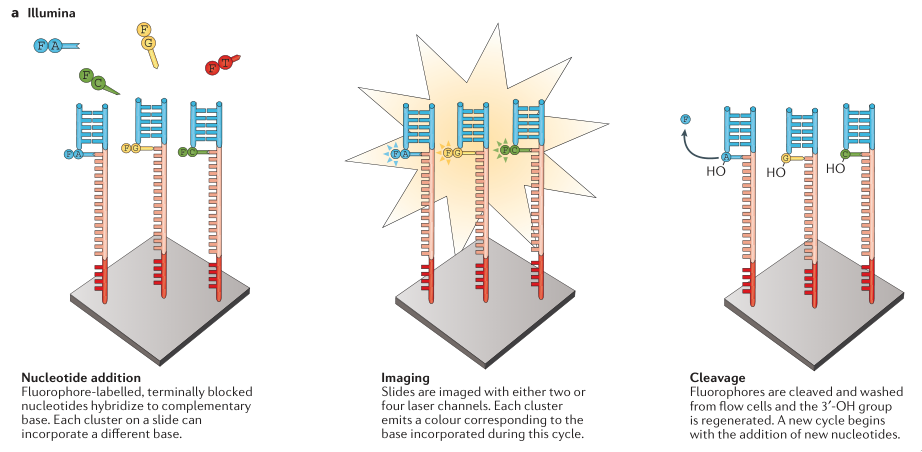 a Illumina
F A
F G
F C
F T
F A
F G
F C
F A
F G
F C
F
A
HO
G
HO
C
HO
Nucleotide addition
Fluorophore-labelled, terminally blocked
nucleotides hybridize to complementary
base. Each cluster on a slide can
incorporate a different base.
Imaging
Slides are imaged with either two or
four laser channels. Each cluster
emits a colour corresponding to the
base incorporated during this cycle.
Cleavage
Fluorophores are cleaved and washed
from flow cells and the 3′-OH group
is regenerated. A new cycle begins
with the addition of new nucleotides.